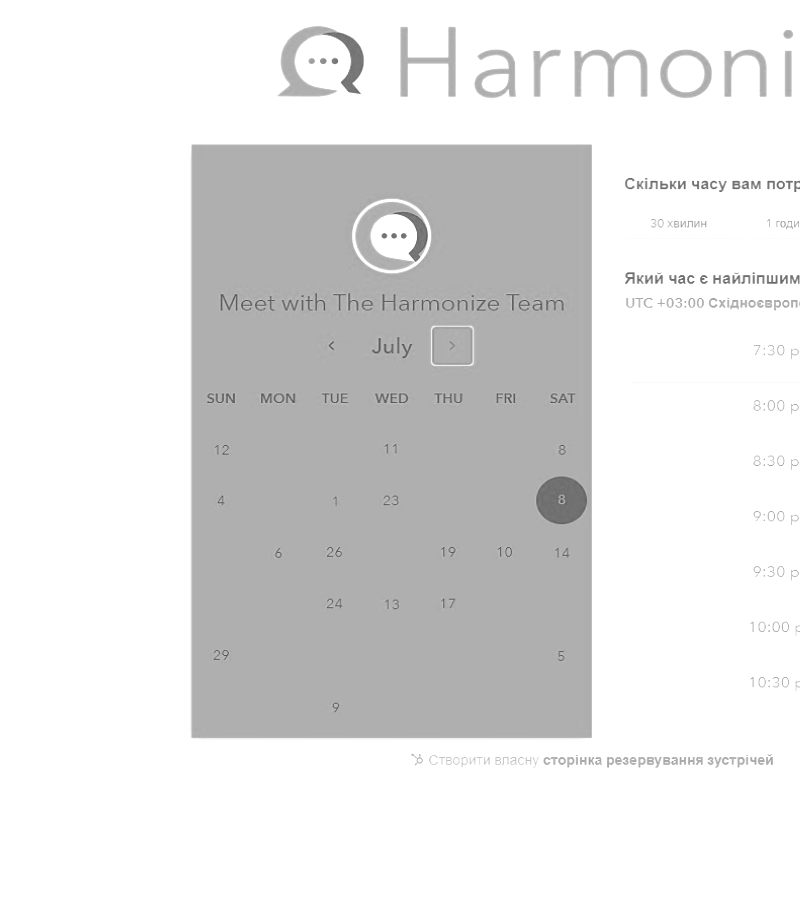 Harmoni
Скільки часу вам потр
30 хвилин 1 годи
Який час є найліпшим
UTC +03:00 Східноєвропе
Meet with The Harmonize Team
July
SUN MON TUE WED THU FRI SAT
12 11 8
4 1 23 8
6 26 19 10 14
24 13 17
29 5
9
7:30 p
8:00 p
8:30 p
9:00 p
9:30 p
10:00 p
10:30 p
Створити власну сторінка резервування зустрічей